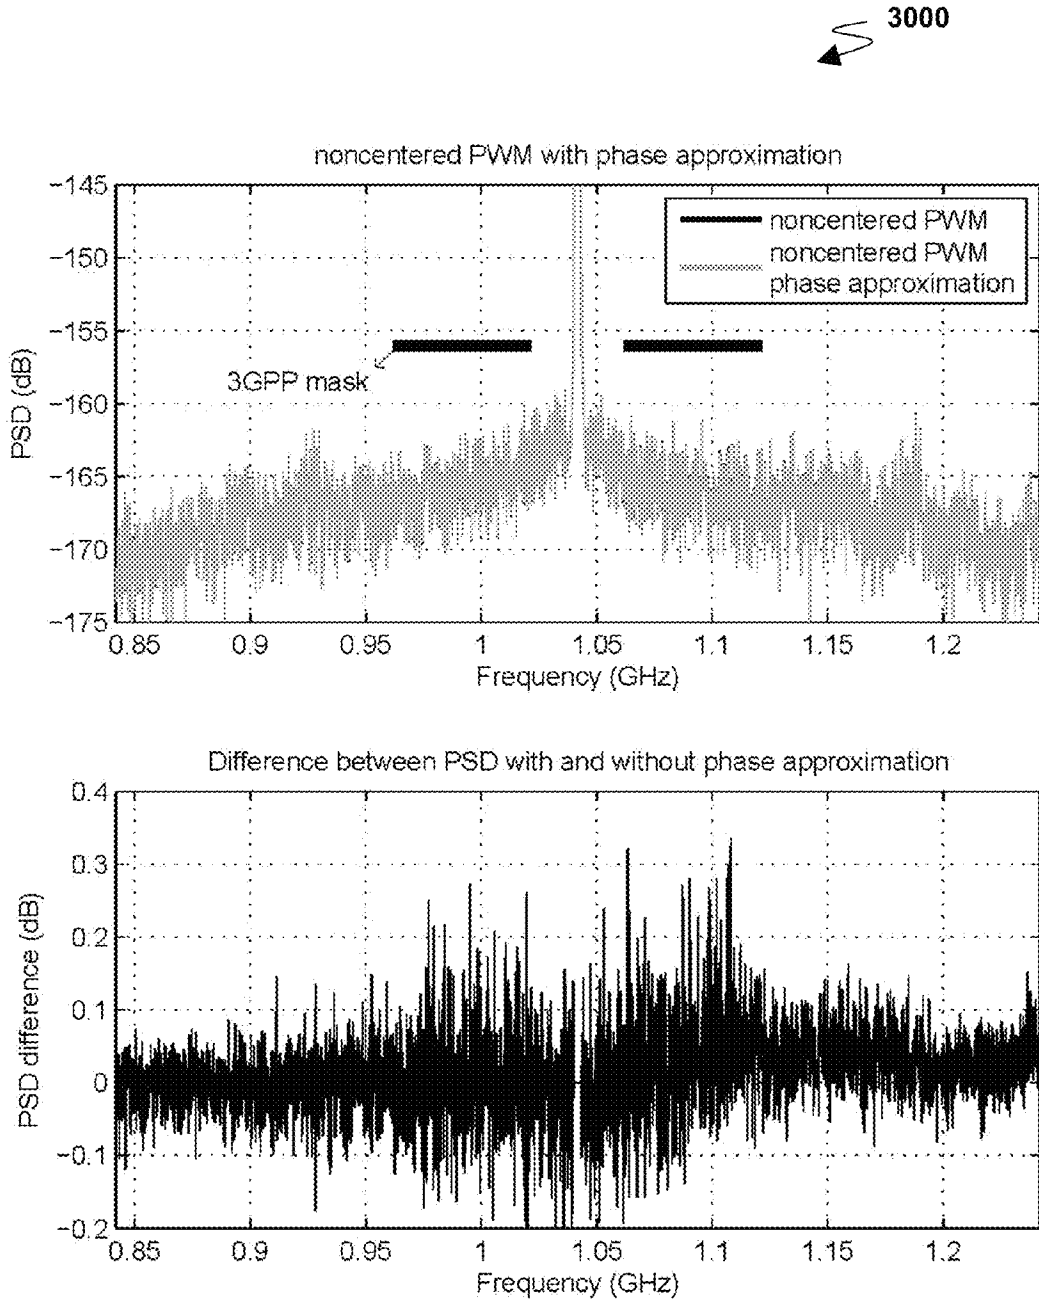 3000
noncentered PWM with phase approximation
−145
−150
−155
−160
−165
−170
−175
PSD (dB)
noncentered PWM
noncentered PWM
phase approximation
3GPP mask
0.85 0.9 0.95 1 1.05 1.1 1.15 1.2
Frequency (GHz)
Difference between PSD with and without phase approximation
0.4
0.3
0.2
0.1
0
−0.1
−0.2
PSD difference (dB)
0.85 0.9 0.95 1 1.05 1.1 1.15 1.2
Frequency (GHz)